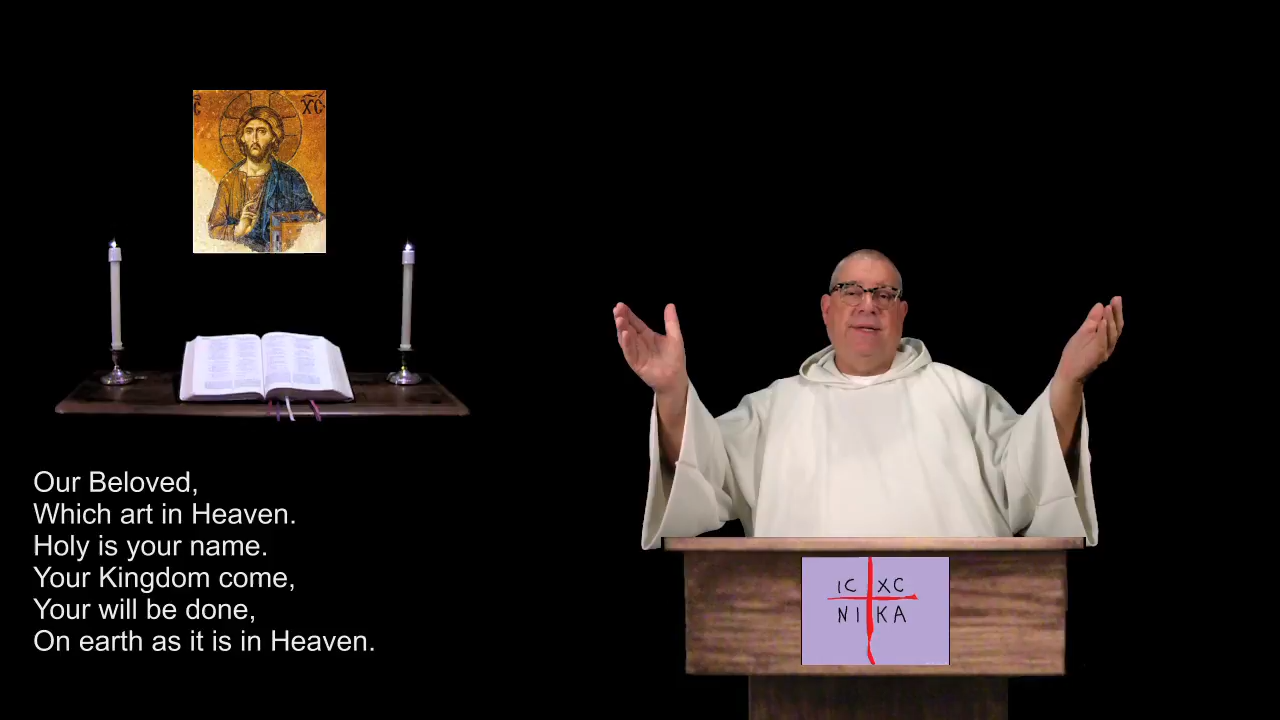 XC
Our Beloved,
Which art in Heaven.
Holy is your name.
Your Kingdom come,
Your will be done,
On earth as it is in Heaven.
IC XC
NI KA